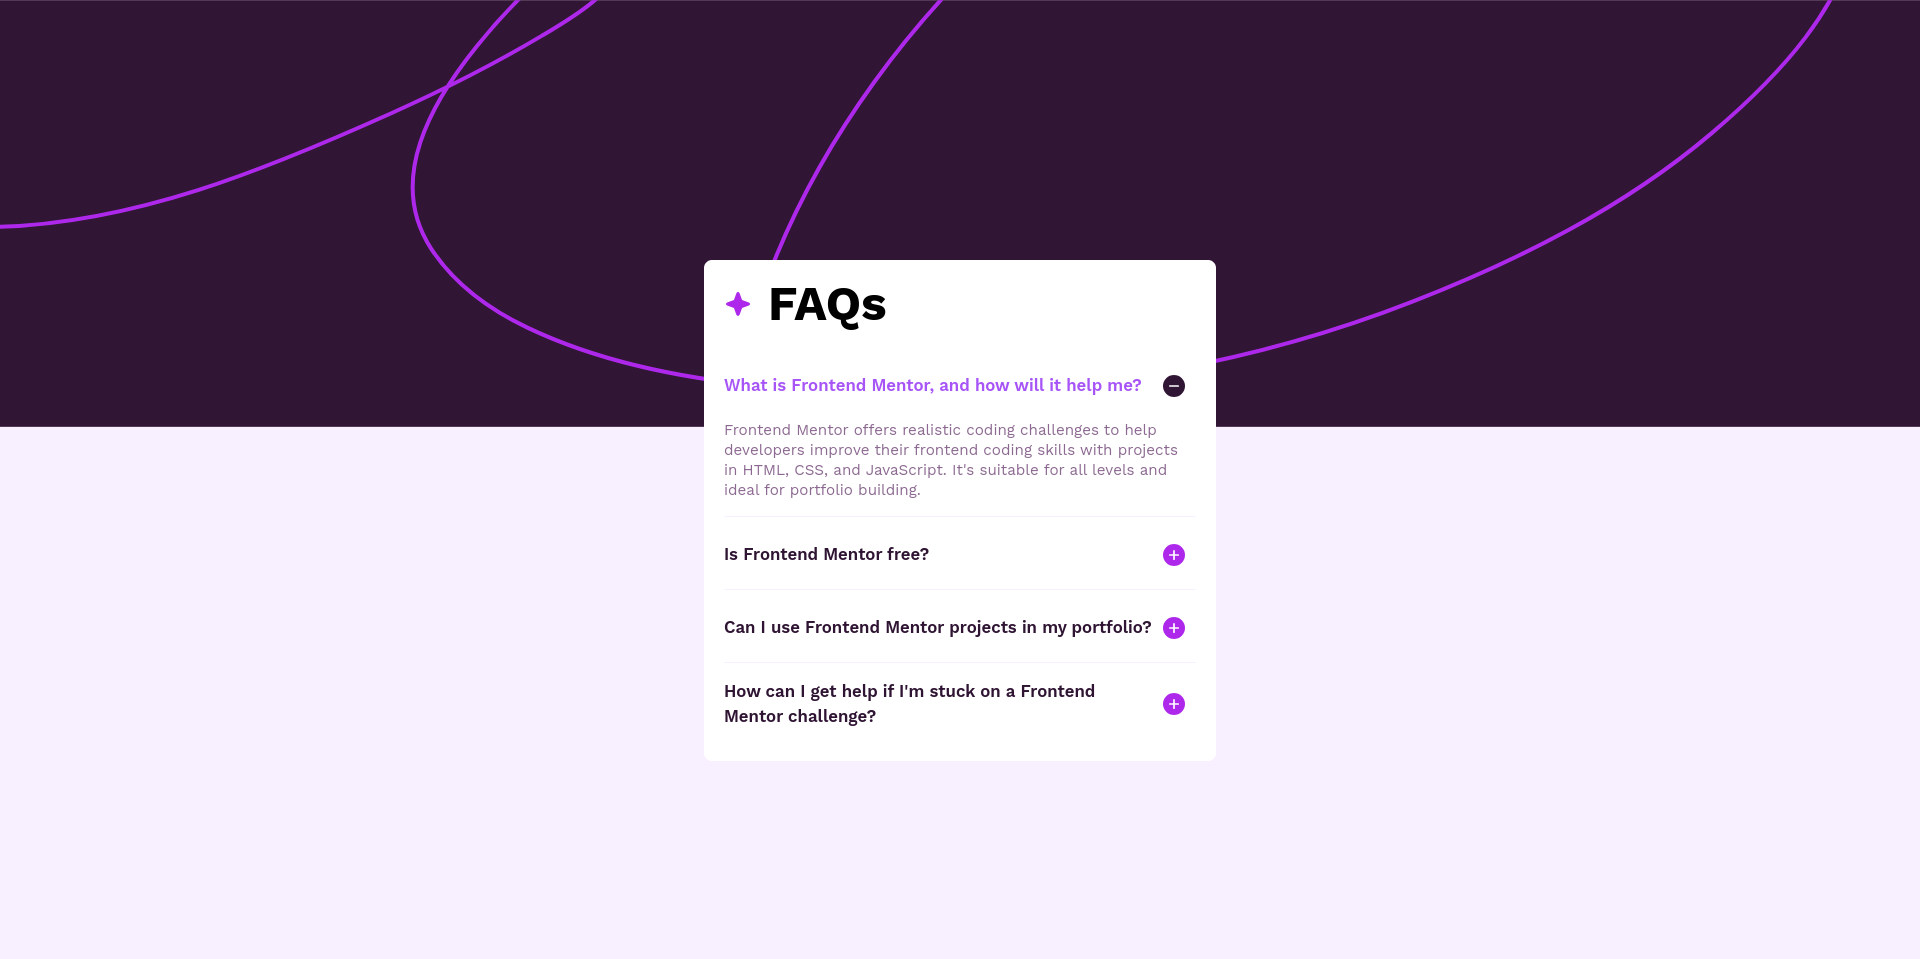 FAQs
What is Frontend Mentor, and how will it help me?
Frontend Mentor offers realistic coding challenges to help
developers improve their frontend coding skills with projects
in HTML, CSS, and JavaScript. It's suitable for all levels and
ideal for portfolio building.
Is Frontend Mentor free?
Can I use Frontend Mentor projects in my portfolio?
How can I get help if I'm stuck on a Frontend
Mentor challenge?